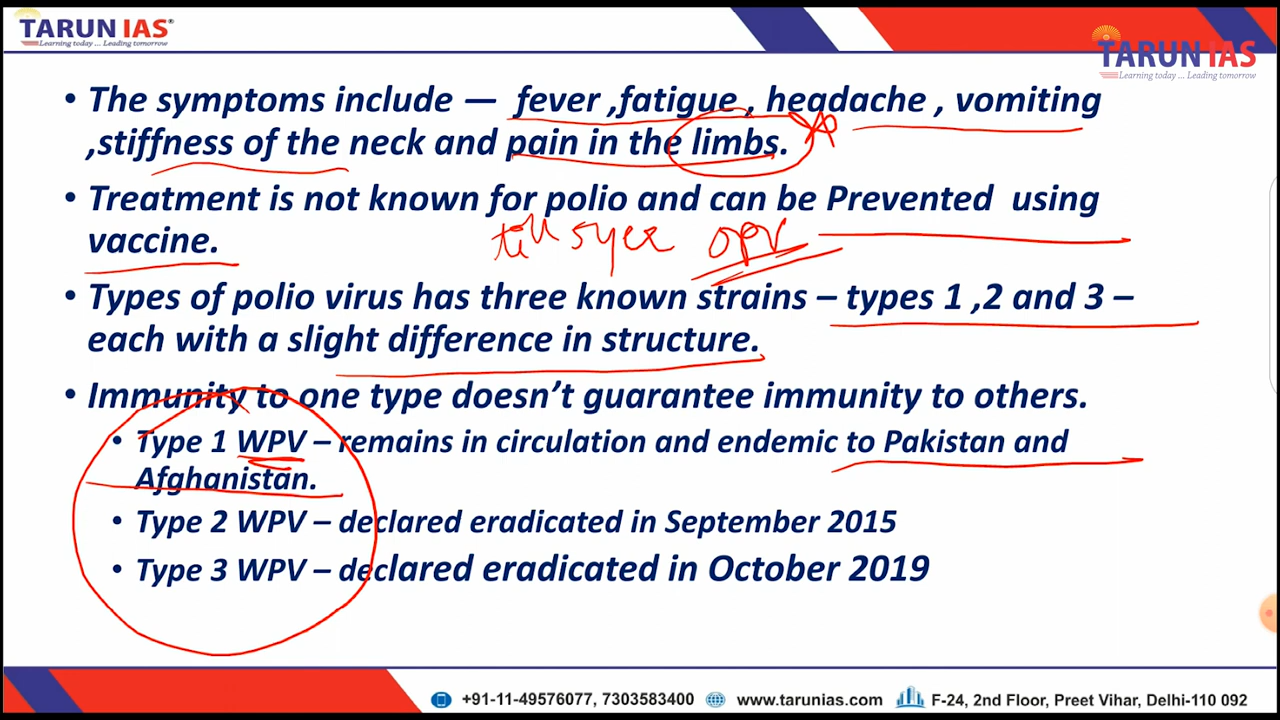 TARUN IAS®
Learning today ... Leading tomorrow
TARUN IAS
Learning today ... Leading tomorrow
• The symptoms include — fever ,fatigue , headache , vomiting
,stiffness of the neck and pain in the limbs.
• Treatment is not known for polio and can be Prevented using
vaccine.
till 5year OPV
• Types of polio virus has three known strains – types 1 ,2 and 3 –
each with a slight difference in structure.
• Immunity to one type doesn’t guarantee immunity to others.
• Type 1 WPV – remains in circulation and endemic to Pakistan and
Afghanistan.
• Type 2 WPV – declared eradicated in September 2015
• Type 3 WPV – declared eradicated in October 2019
+91-11-49576077, 7303583400 www.tarunias.com F-24, 2nd Floor, Preet Vihar, Delhi-110 092